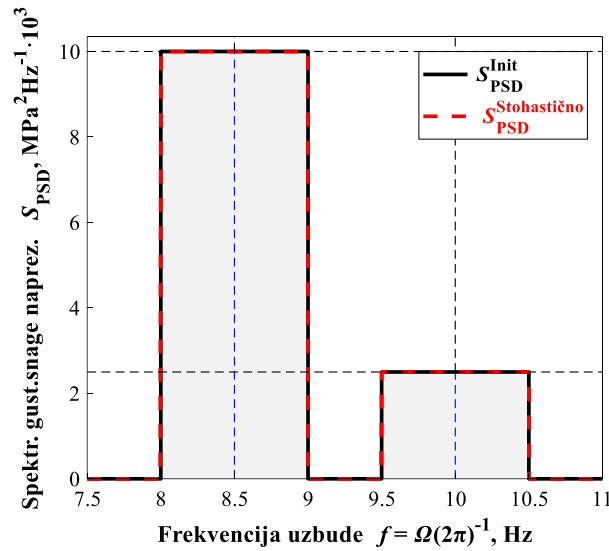 Spektr. gust.snage naprez. S_PSD, MPa²Hz⁻¹·10³
10
8
6
4
2
0
S_PSD^Init
S_PSD^Stohastično
7.5 8 8.5 9 9.5 10 10.5 11
Frekvencija uzbude f = Ω(2π)⁻¹, Hz